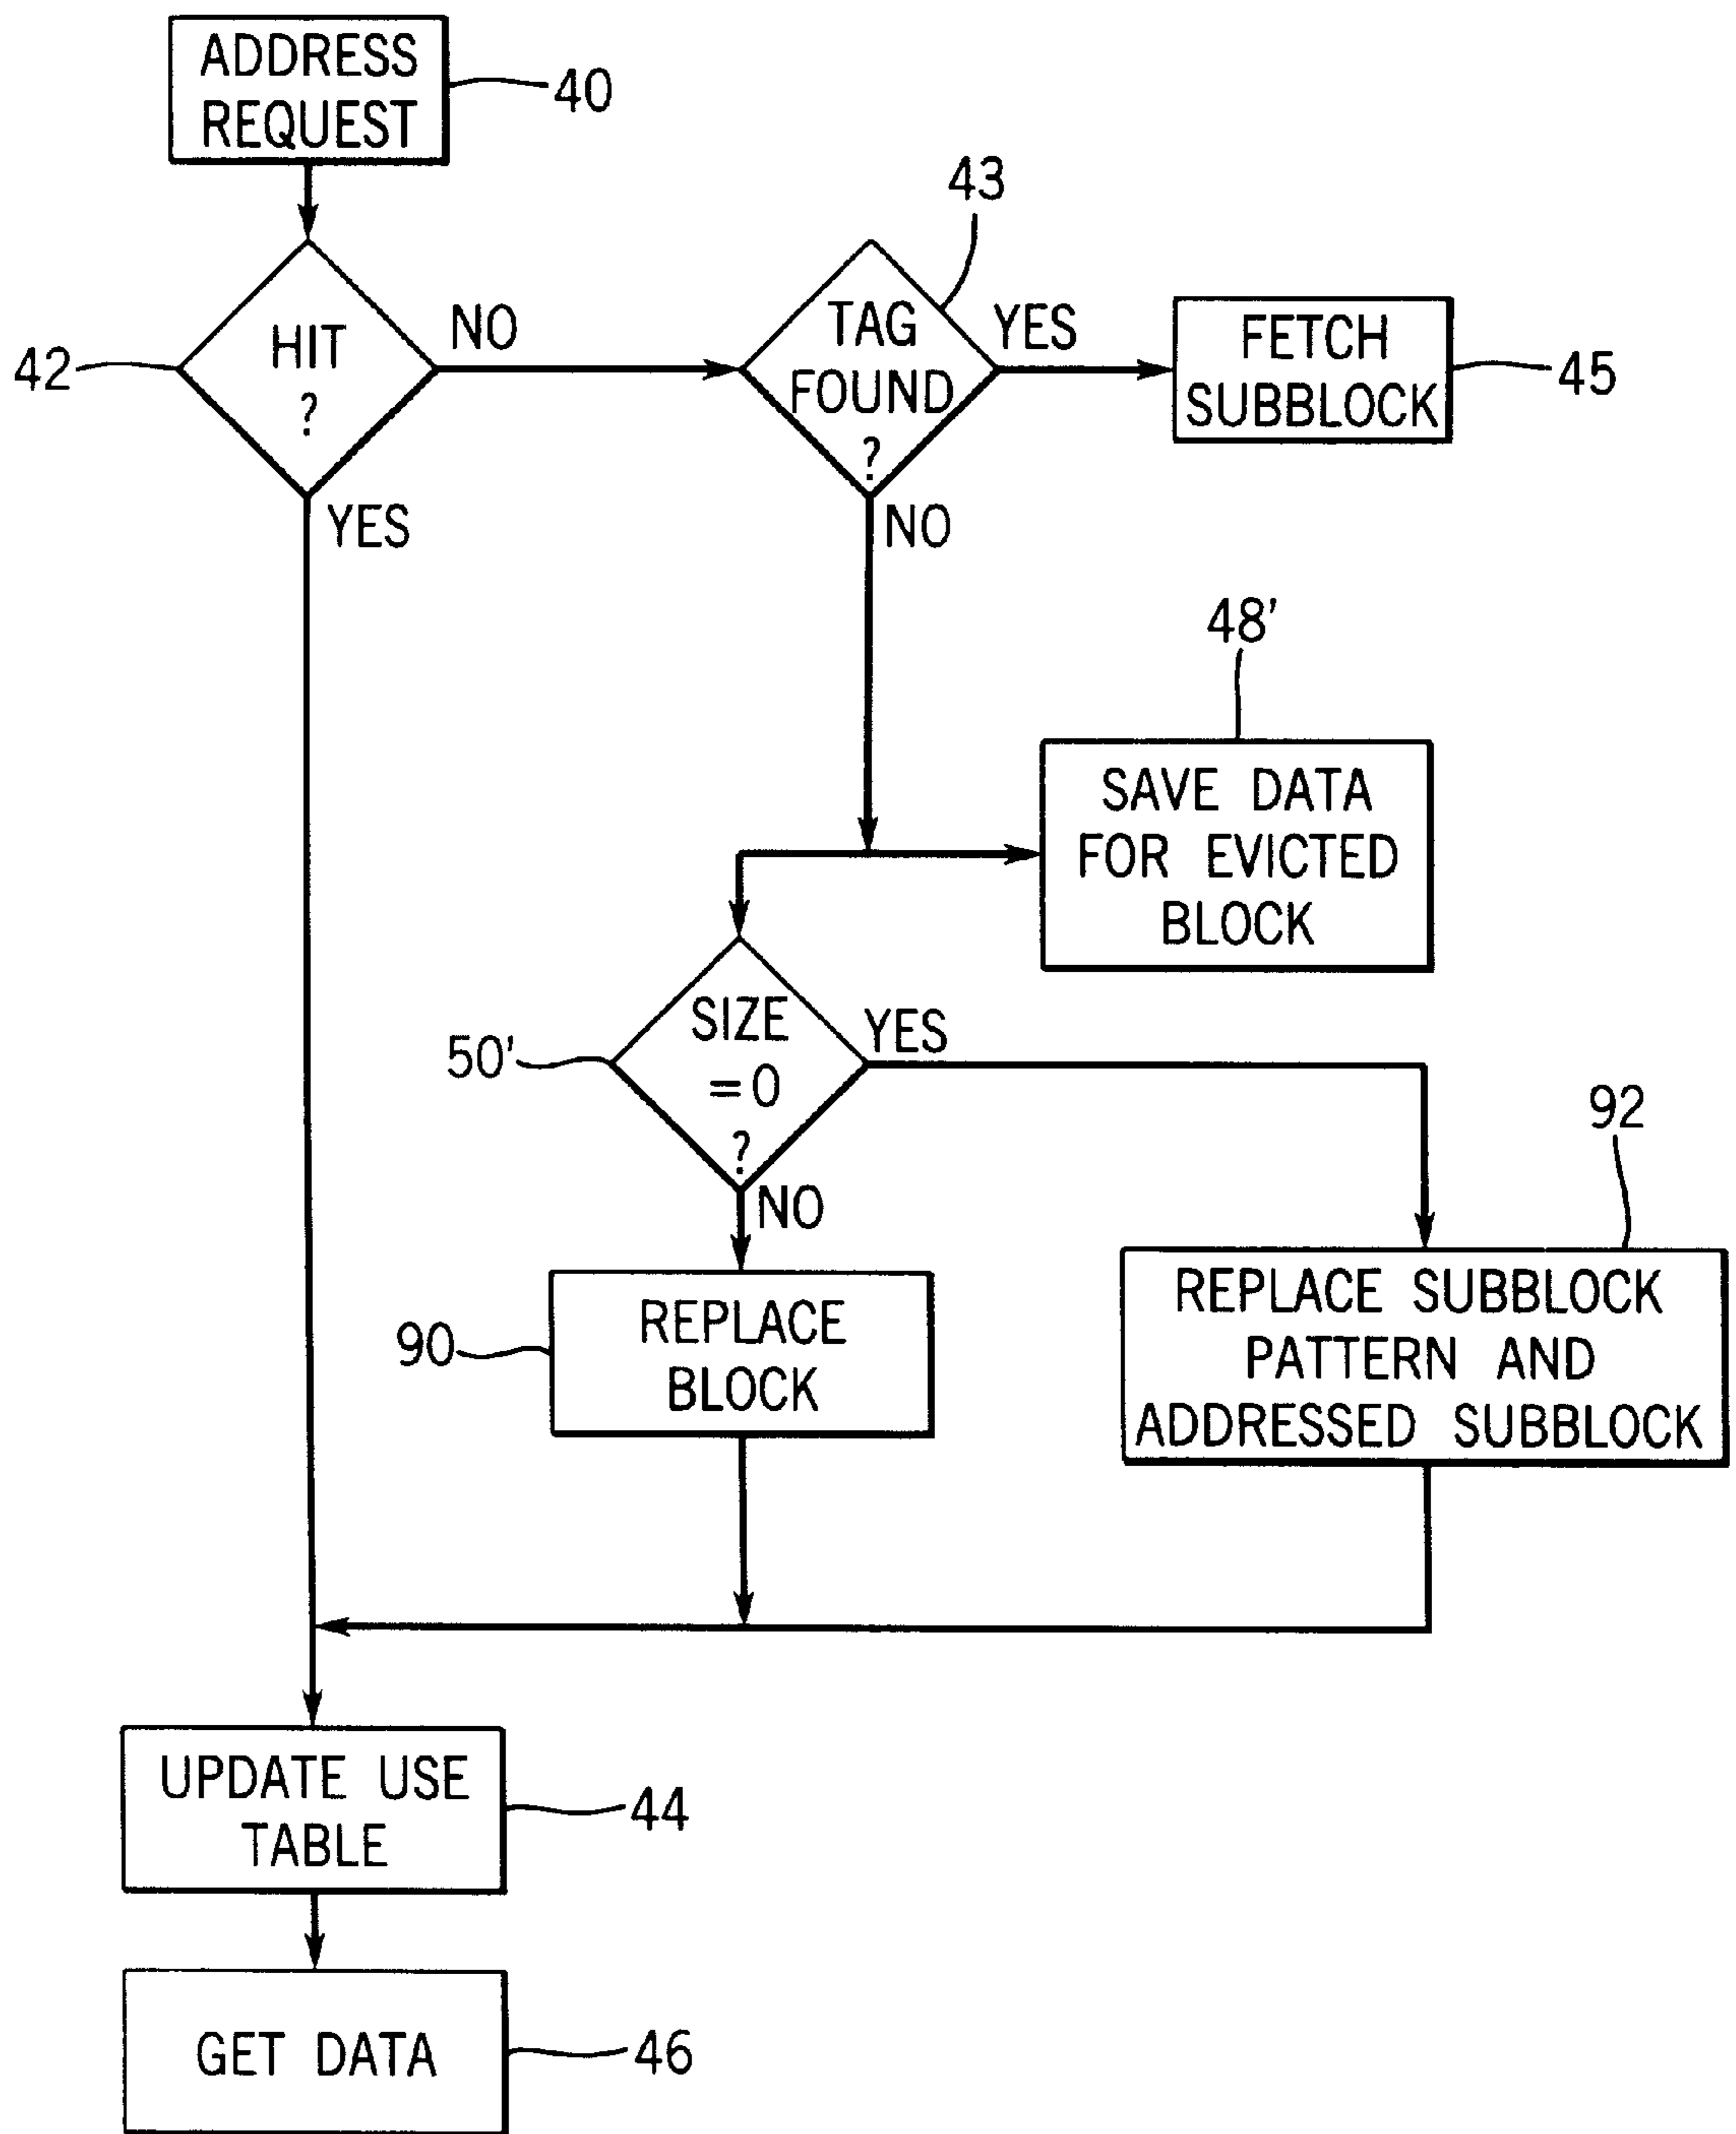 ADDRESS
REQUEST
40
43
HIT
?
42
NO
YES
TAG
FOUND
?
YES
NO
FETCH
SUBBLOCK
45
48'
SAVE DATA
FOR EVICTED
BLOCK
SIZE
=0
?
50'
YES
NO
92
REPLACE
BLOCK
90
REPLACE SUBBLOCK
PATTERN AND
ADDRESSED SUBBLOCK
UPDATE USE
TABLE
44
GET DATA
46